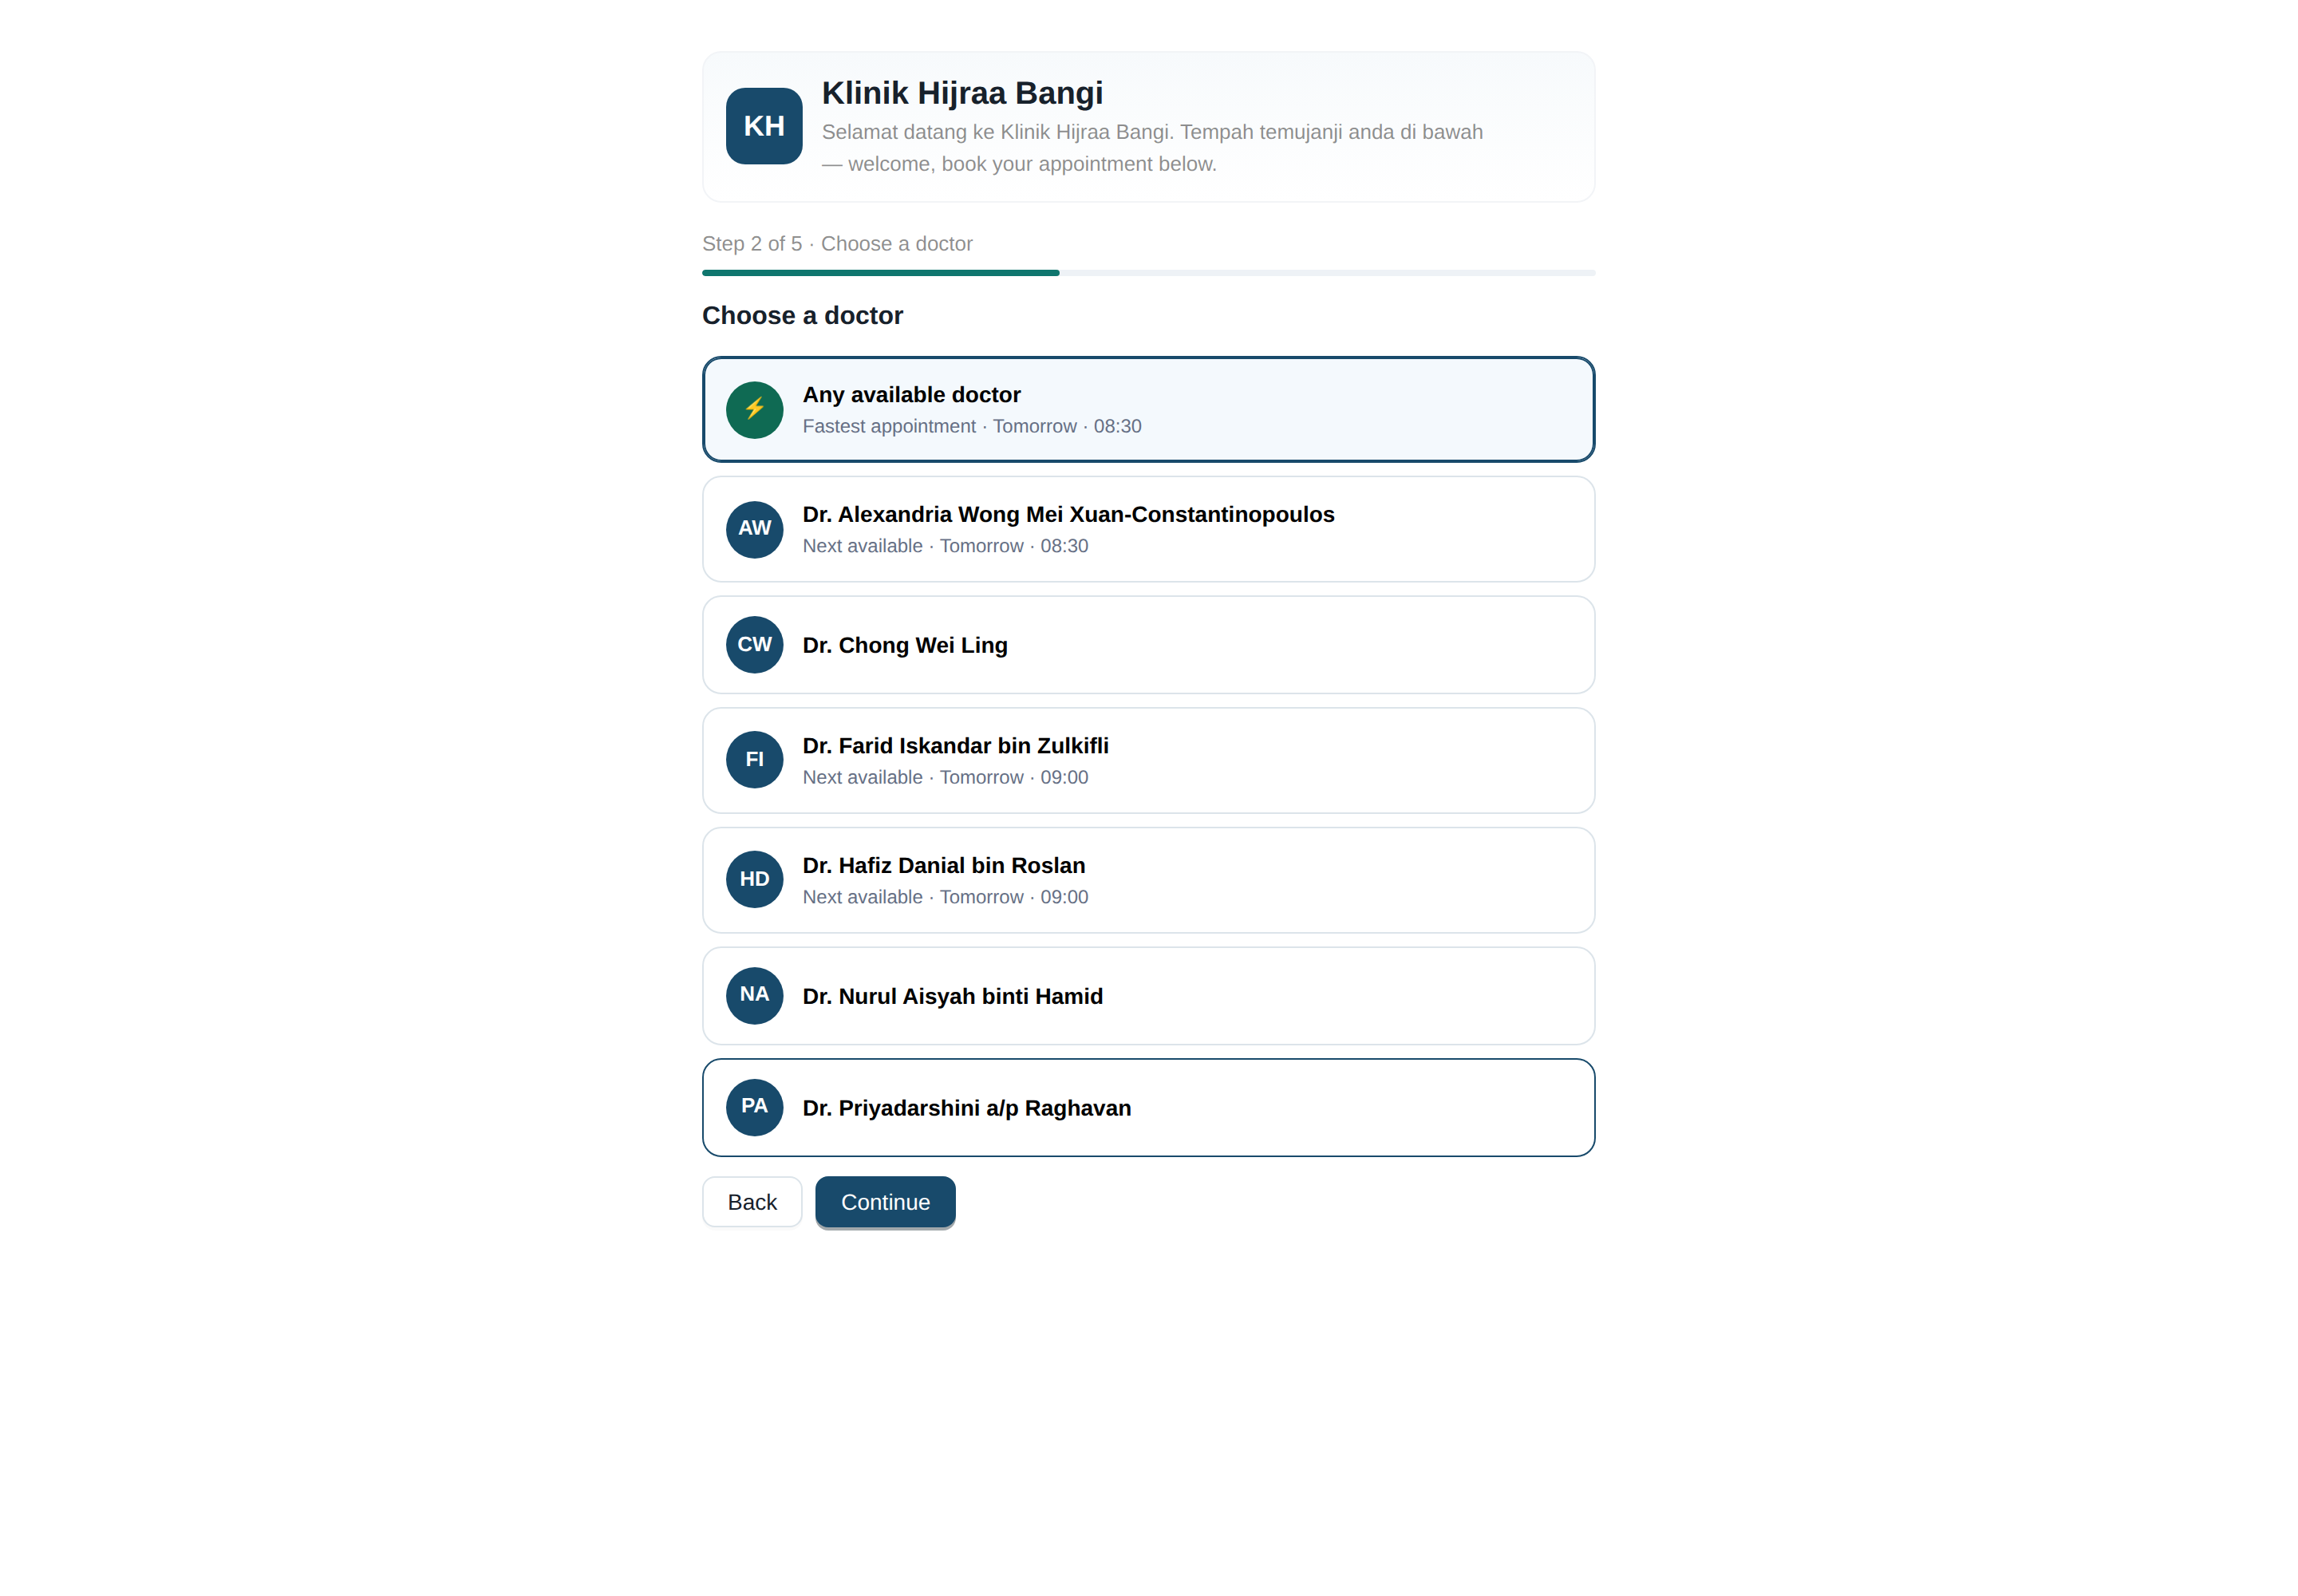 KH
Klinik Hijraa Bangi
Selamat datang ke Klinik Hijraa Bangi. Tempah temujanji anda di bawah
— welcome, book your appointment below.
Step 2 of 5 · Choose a doctor
Choose a doctor
⚡
Any available doctor
Fastest appointment · Tomorrow · 08:30
AW
Dr. Alexandria Wong Mei Xuan-Constantinopoulos
Next available · Tomorrow · 08:30
CW
Dr. Chong Wei Ling
FI
Dr. Farid Iskandar bin Zulkifli
Next available · Tomorrow · 09:00
HD
Dr. Hafiz Danial bin Roslan
Next available · Tomorrow · 09:00
NA
Dr. Nurul Aisyah binti Hamid
PA
Dr. Priyadarshini a/p Raghavan
Back
Continue